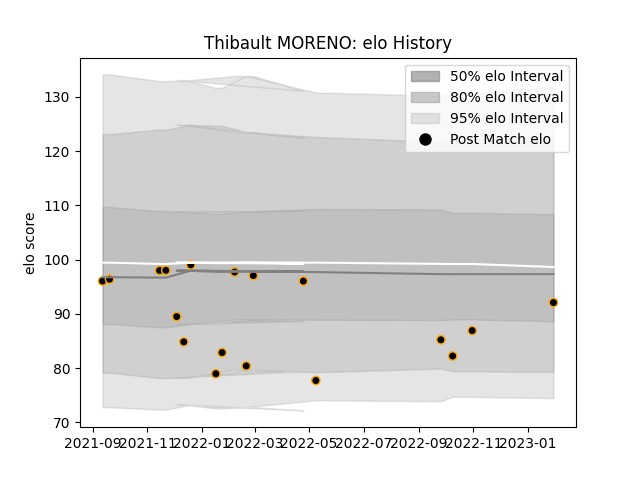 Thibault MORENO: elo History
50% elo Interval
80% elo Interval
95% elo Interval
Post Match elo
elo score
130
120
110
100
90
80
70
2021-09 2021-11 2022-01 2022-03 2022-05 2022-07 2022-09 2022-11 2023-01